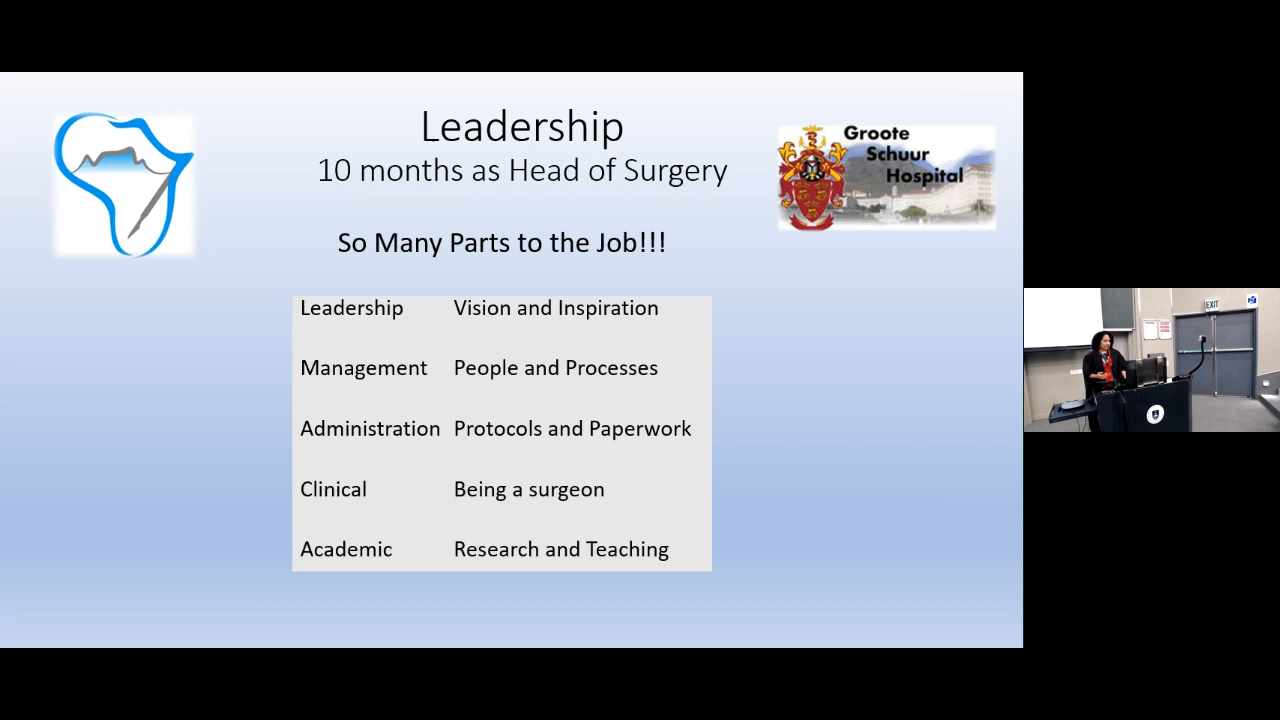 Leadership
10 months as Head of Surgery
Groote
Schuur
Hospital
So Many Parts to the Job!!!
Leadership Vision and Inspiration
Management People and Processes
Administration Protocols and Paperwork
Clinical Being a surgeon
Academic Research and Teaching
EXIT